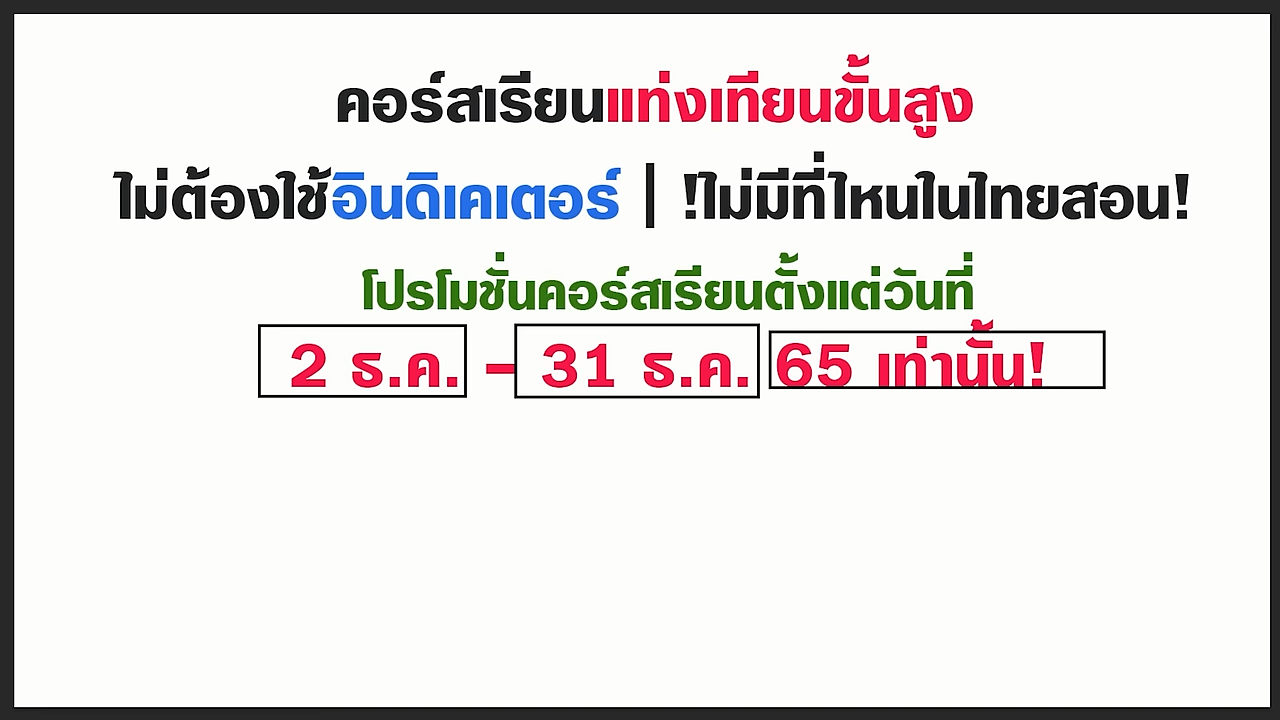 คอร์สเรียนแท่งเทียนขั้นสูง
ไม่ต้องใช้อินดิเคเตอร์ | !ไม่มีที่ไหนในไทยสอน!
โปรโมชั่นคอร์สเรียนตั้งแต่วันที่
2 ธ.ค. – 31 ธ.ค. 65 เท่านั้น!